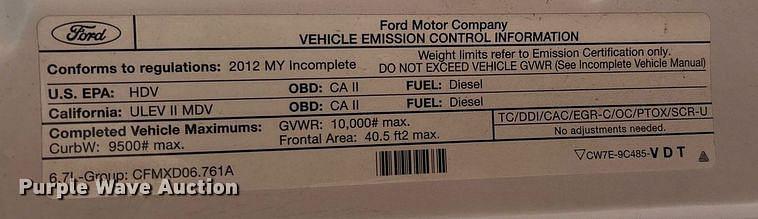 Ford
Ford Motor Company
VEHICLE EMISSION CONTROL INFORMATION
Weight limits refer to Emission Certification only.
Conforms to regulations: 2012 MY Incomplete DO NOT EXCEED VEHICLE GVWR (See Incomplete Vehicle Manual)
U.S. EPA: HDV OBD: CA II FUEL: Diesel
California: ULEV II MDV OBD: CA II FUEL: Diesel
Completed Vehicle Maximums: GVWR: 10,000# max. TC/DDI/CAC/EGR-C/OC/PTOX/SCR-U
CurbW: 9500# max. Frontal Area: 40.5 ft2 max. No adjustments needed.
6.7L-Group: CFMXD06.761A CW7E-9C485-VDT
Purple Wave Auction